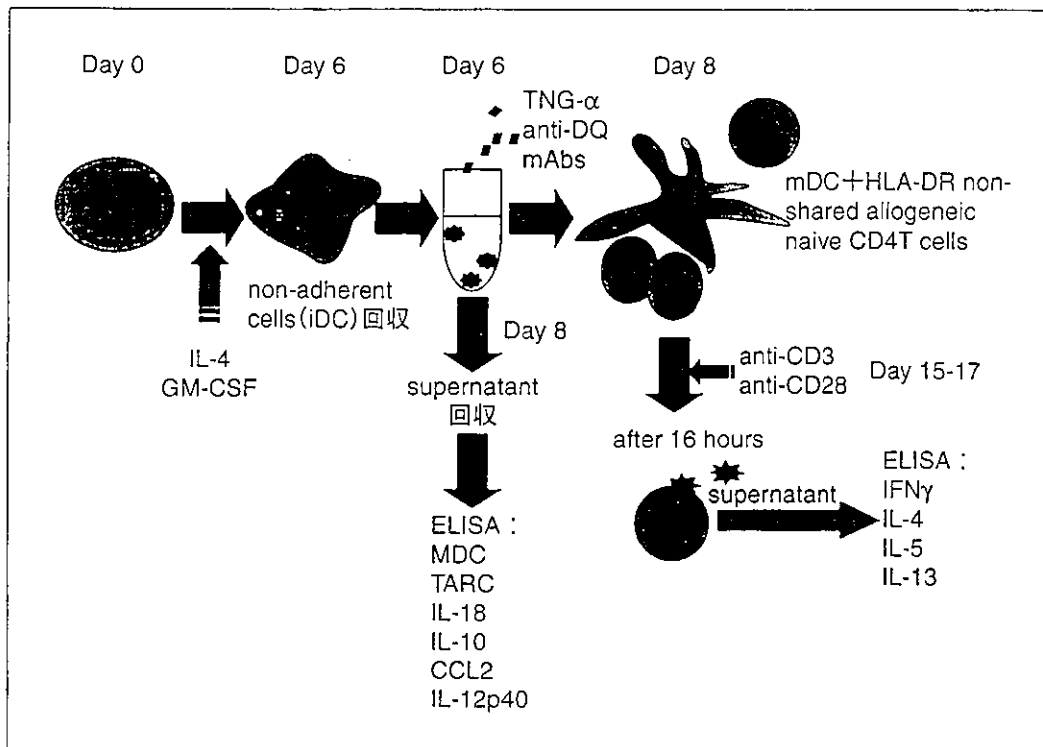 Day 0
Day 6
Day 6
Day 8
TNG-α
anti-DQ
mAbs
mDC+HLA-DR non-
shared allogeneic
naive CD4T cells
non-adherent
cells(iDC)回収
IL-4
GM-CSF
Day 8
supernatant
回収
anti-CD3
anti-CD28
Day 15-17
after 16 hours
supernatant
ELISA:
MDC
TARC
IL-18
IL-10
CCL2
IL-12p40
ELISA:
IFNγ
IL-4
IL-5
IL-13